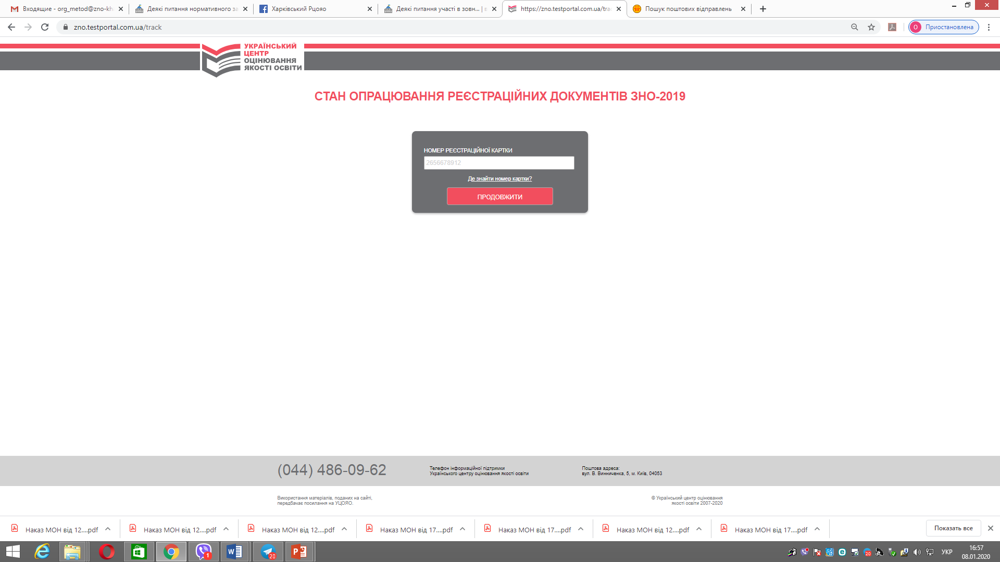 Входящие - org_metod@zno-kh
Деякі питання нормативного за
Харківський Рцояо
Деякі питання участі в зовн... | в
https://zno.testportal.com.ua/trac
Пошук поштових відправлень
zno.testportal.com.ua/track
О
Приостановлена
УКРАЇНСЬКИЙ
ЦЕНТР
ОЦІНЮВАННЯ
ЯКОСТІ ОСВІТИ
СТАН ОПРАЦЮВАННЯ РЕЄСТРАЦІЙНИХ ДОКУМЕНТІВ ЗНО-2019
НОМЕР РЕЄСТРАЦІЙНОЇ КАРТКИ
2656678912
Де знайти номер картки?
ПРОДОВЖИТИ
(044) 486-09-62
Телефон інформаційної підтримки
Українського центру оцінювання якості освіти
Поштова адреса:
вул. В. Винниченка, 5, м. Київ, 04053
Використання матеріалів, поданих на сайті,
передбачає посилання на УЦОЯО.
© Український центр оцінювання
якості освіти 2007-2020
Наказ МОН від 12....pdf
Наказ МОН від 12....pdf
Наказ МОН від 12....pdf
Наказ МОН від 17....pdf
Наказ МОН від 17....pdf
Наказ МОН від 12....pdf
Наказ МОН від 17....pdf
Показать все
1
20
20
УКР
16:57
08.01.2020